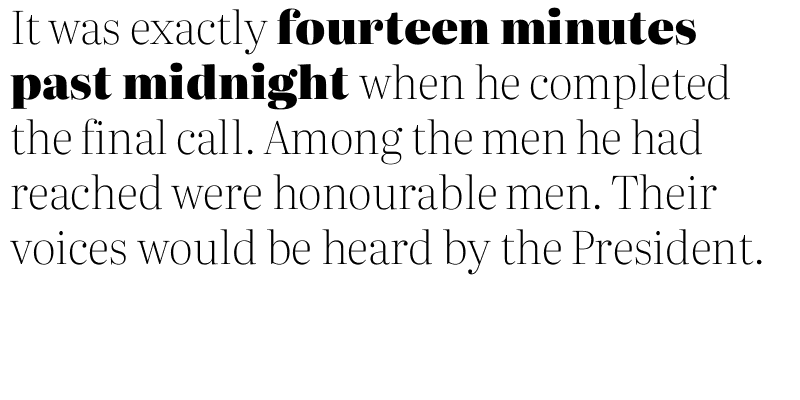 It was exactly fourteen minutes
past midnight when he completed
the final call. Among the men he had
reached were honourable men. Their
voices would be heard by the President.